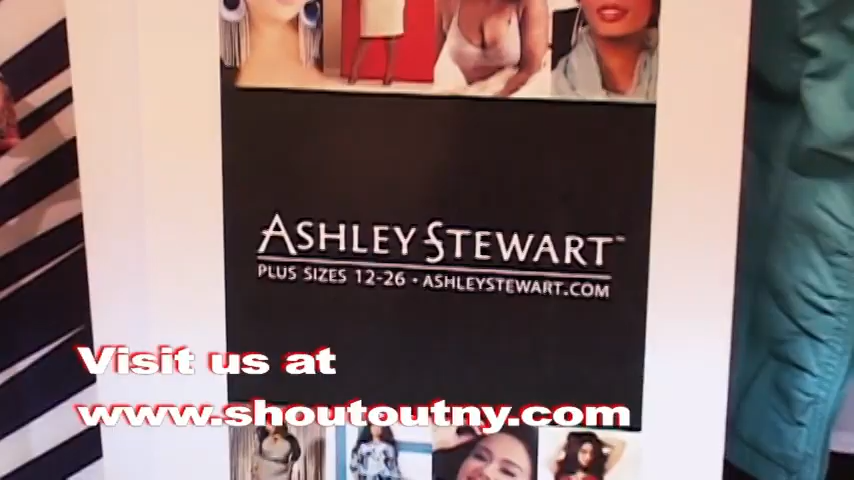 ASHLEY STEWART™
PLUS SIZES 12-26 • ASHLEYSTEWART.COM
Visit us at
www.shoutoutny.com